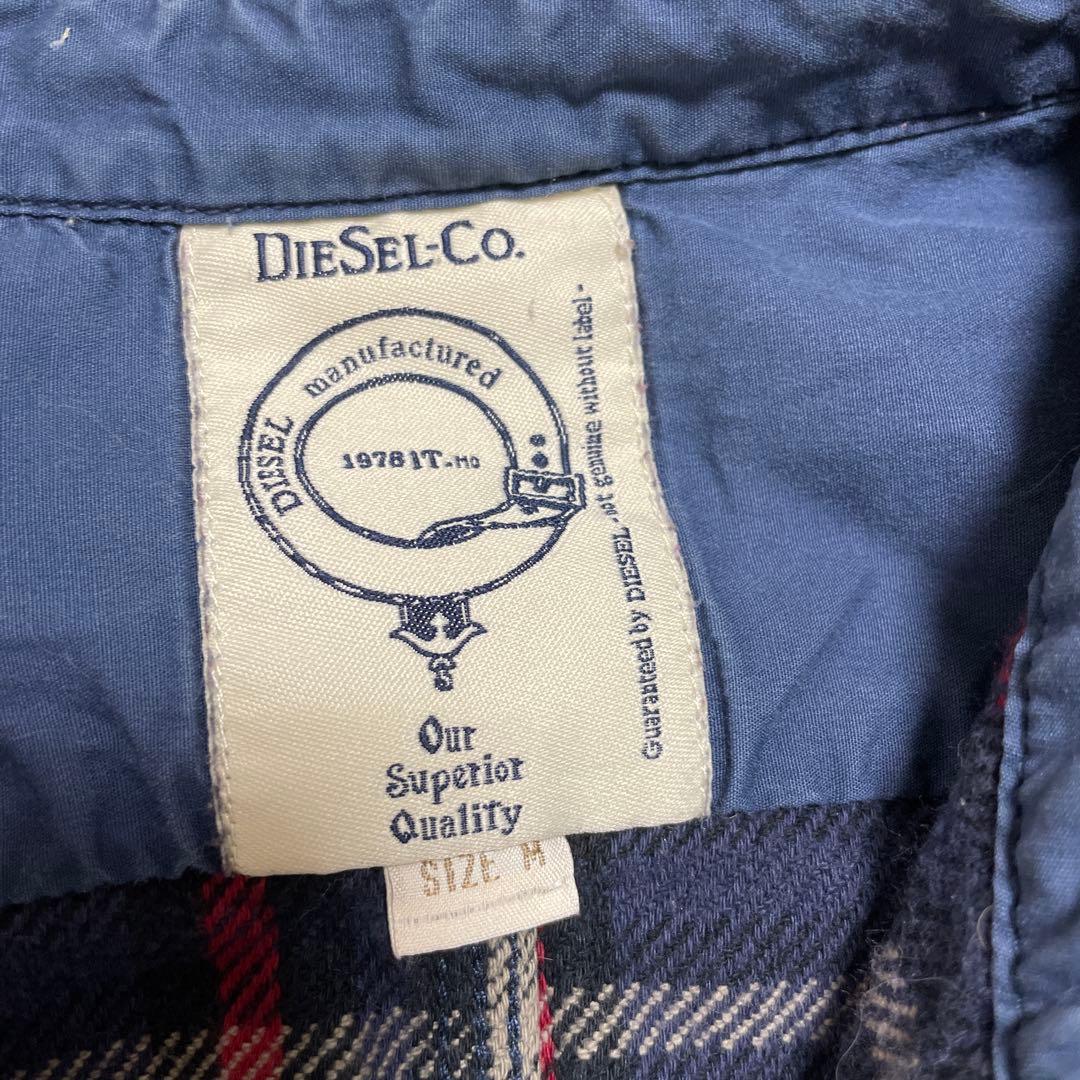 DIESEL-CO.
DIESEL manufactured
1978 IT.MO
Guaranteed by DIESEL, not genuine without label-
Our
Superior
Quality
SIZE M